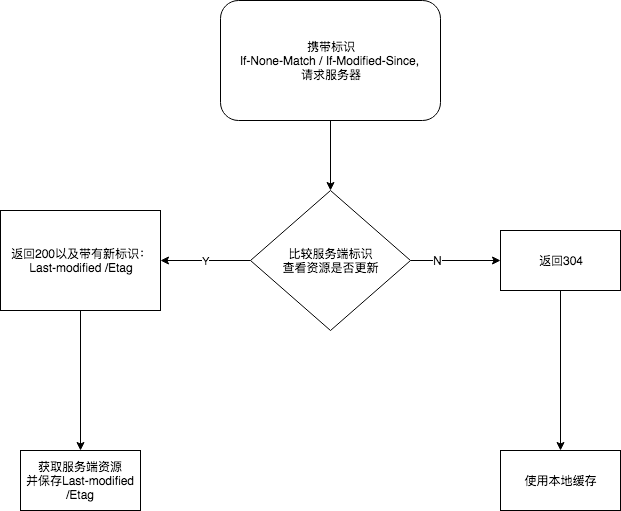 携带标识
If-None-Match / If-Modified-Since,
请求服务器
比较服务端标识
查看资源是否更新
返回200以及带有新标识：
Last-modified /Etag
Y
N
返回304
获取服务端资源
并保存Last-modified
/Etag
使用本地缓存